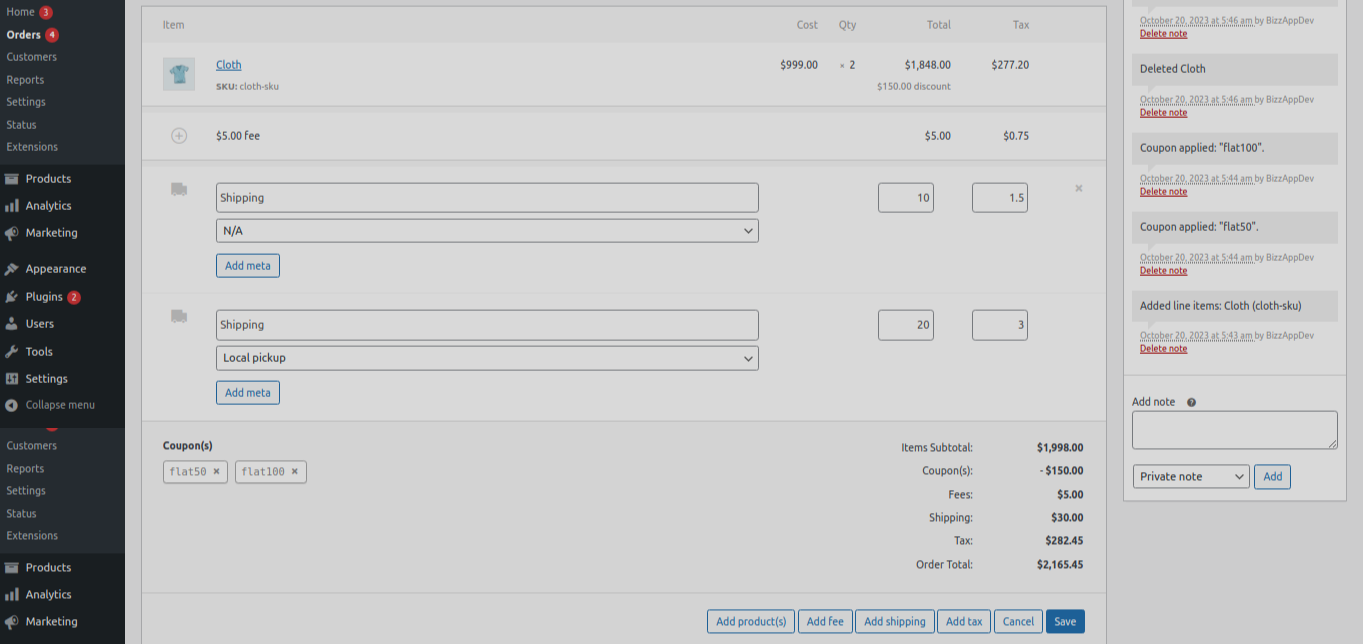 Home 3
Orders 4
Customers
Reports
Settings
Status
Extensions
Products
Analytics
Marketing
Appearance
Plugins 2
Users
Tools
Settings
Collapse menu
Customers
Reports
Settings
Status
Extensions
Products
Analytics
Marketing
Item Cost Qty Total Tax
Cloth $999.00 × 2 $1,848.00 $277.20
SKU: cloth-sku $150.00 discount
$5.00 fee $5.00 $0.75
Shipping 10 1.5 ×
N/A
Add meta
Shipping 20 3
Local pickup
Add meta
Coupon(s)
flat50 × flat100 ×
Items Subtotal: $1,998.00
Coupon(s): - $150.00
Fees: $5.00
Shipping: $30.00
Tax: $282.45
Order Total: $2,165.45
Add product(s) Add fee Add shipping Add tax Cancel Save
October 20, 2023 at 5:46 am by BizzAppDev
Delete note
Deleted Cloth
October 20, 2023 at 5:46 am by BizzAppDev
Delete note
Coupon applied: "flat100".
October 20, 2023 at 5:44 am by BizzAppDev
Delete note
Coupon applied: "flat50".
October 20, 2023 at 5:44 am by BizzAppDev
Delete note
Added line items: Cloth (cloth-sku)
October 20, 2023 at 5:43 am by BizzAppDev
Delete note
Add note ?
Private note Add